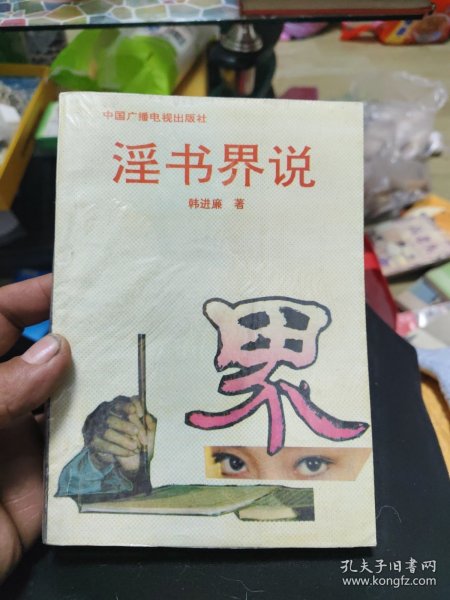 中国广播电视出版社
淫书界说
韩进廉 著
界
孔夫子旧书网
www.kongfz.com